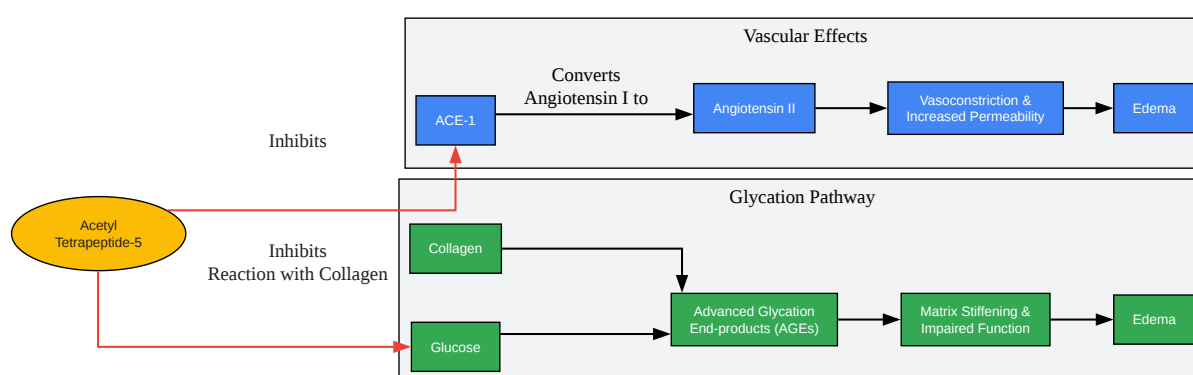 Vascular Effects
Converts
Angiotensin I to
ACE-1
Angiotensin II
Vasoconstriction &
Increased Permeability
Edema
Inhibits
Glycation Pathway
Acetyl
Tetrapeptide-5
Inhibits
Reaction with Collagen
Collagen
Glucose
Advanced Glycation
End-products (AGEs)
Matrix Stiffening &
Impaired Function
Edema